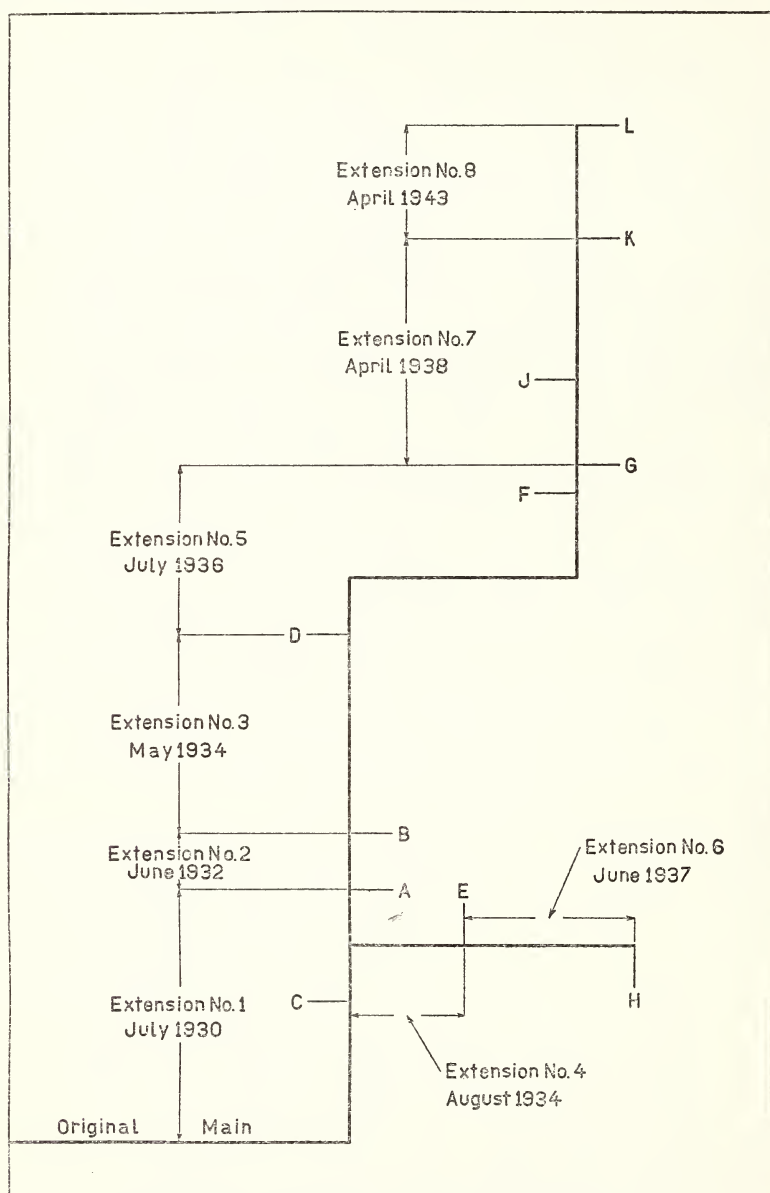 L
Extension No.8
April 1943
K
Extension No.7
April 1938
J
G
F
Extension No.5
July 1936
D
Extension No.3
May 1934
B
Extension No.2
June 1932
A
E
Extension No.6
June 1937
C
H
Extension No.1
July 1930
Extension No.4
August 1934
Original Main